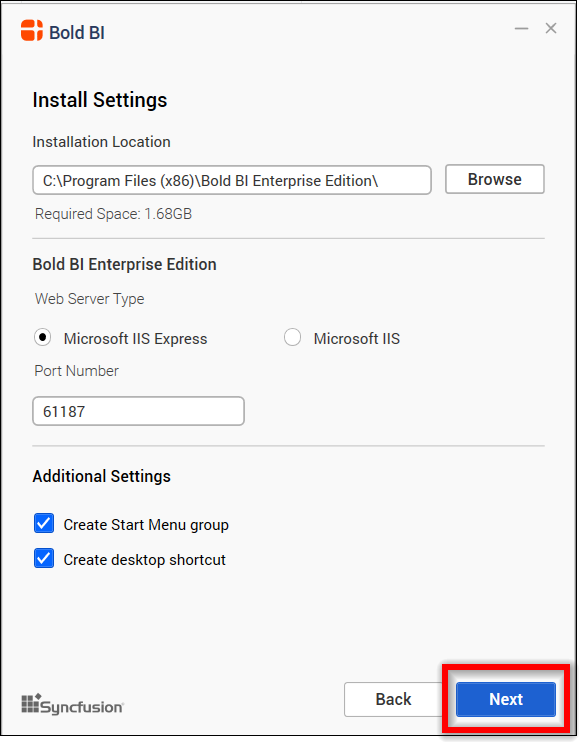 Bold BI
Install Settings
Installation Location
C:\Program Files (x86)\Bold BI Enterprise Edition\
Browse
Required Space: 1.68GB
Bold BI Enterprise Edition
Web Server Type
Microsoft IIS Express
Microsoft IIS
Port Number
61187
Additional Settings
Create Start Menu group
Create desktop shortcut
Syncfusion
Back
Next